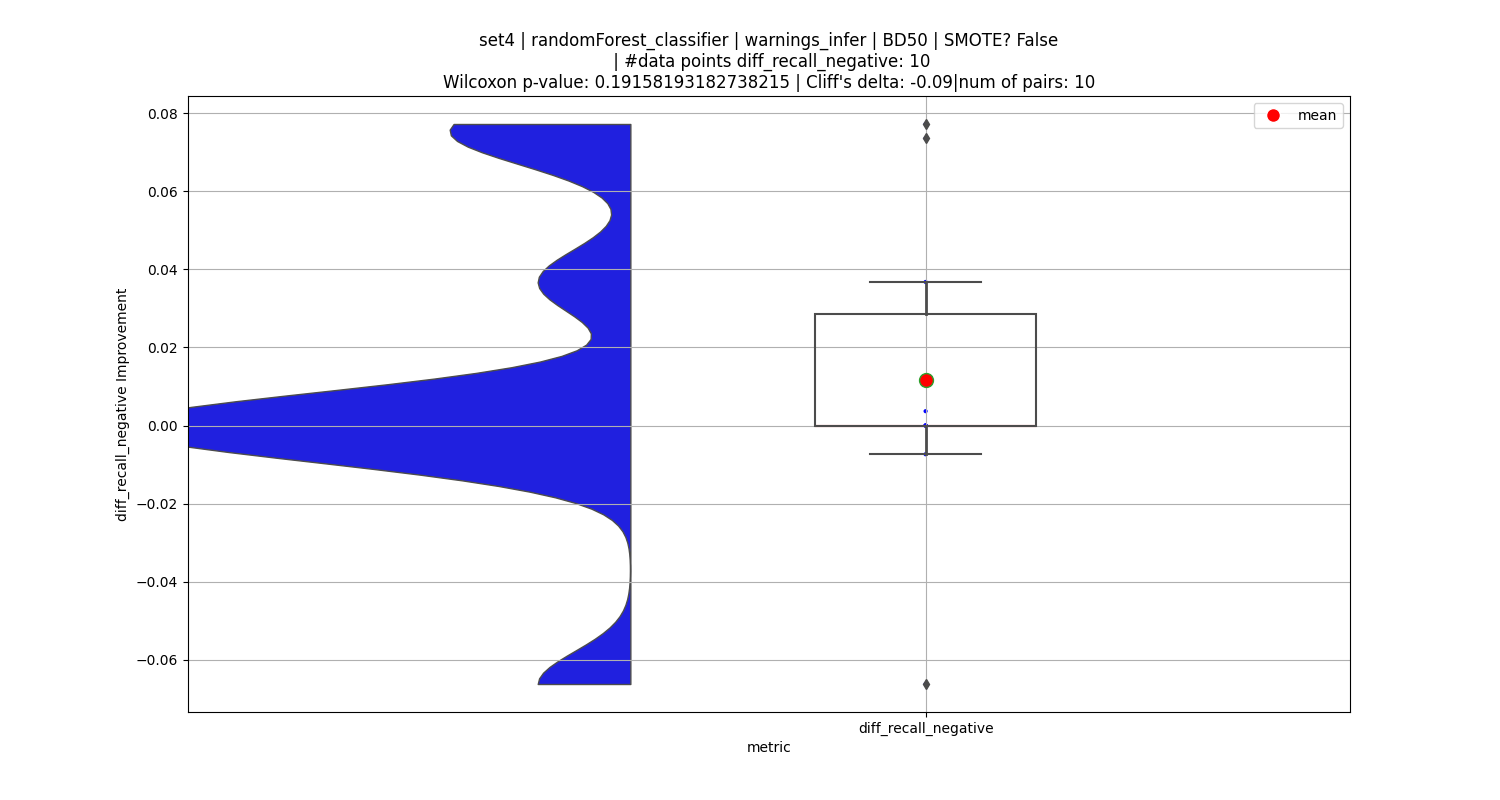 set4 | randomForest_classifier | warnings_infer | BD50 | SMOTE? False
| #data points diff_recall_negative: 10
Wilcoxon p-value: 0.19158193182738215 | Cliff's delta: -0.09|num of pairs: 10
mean
0.08
0.06
0.04
0.02
0.00
−0.02
−0.04
−0.06
diff_recall_negative Improvement
diff_recall_negative
metric